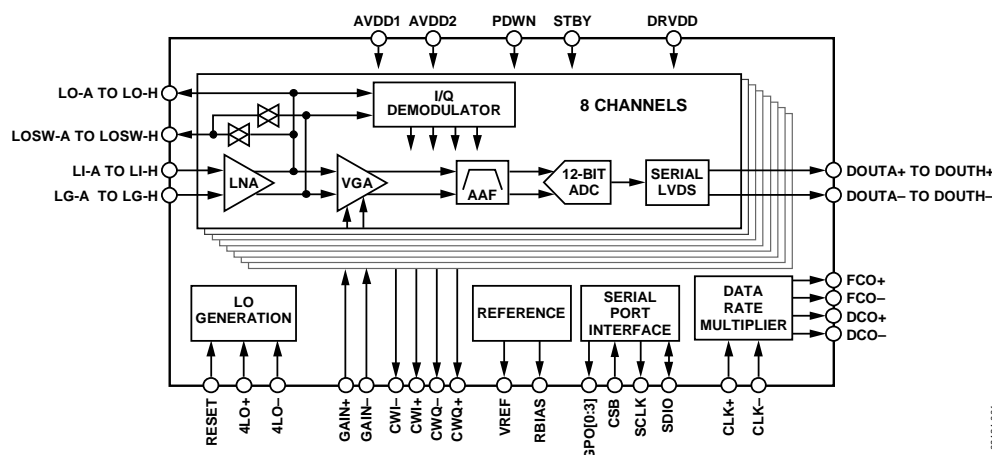 AVDD1 AVDD2 PDWN STBY DRVDD
LO-A TO LO-H
LOSW-A TO LOSW-H
LI-A TO LI-H
LG-A TO LG-H
I/Q
DEMODULATOR
8 CHANNELS
LNA
VGA
AAF
12-BIT
ADC
SERIAL
LVDS
DOUTA+ TO DOUTH+
DOUTA– TO DOUTH–
LO
GENERATION
REFERENCE
SERIAL
PORT
INTERFACE
DATA
RATE
MULTIPLIER
FCO+
FCO–
DCO+
DCO–
RESET
4LO+
4LO–
GAIN+
GAIN–
CWI–
CWI+
CWQ–
CWQ+
VREF
RBIAS
GPO[0:3]
CSB
SCLK
SDIO
CLK+
CLK–